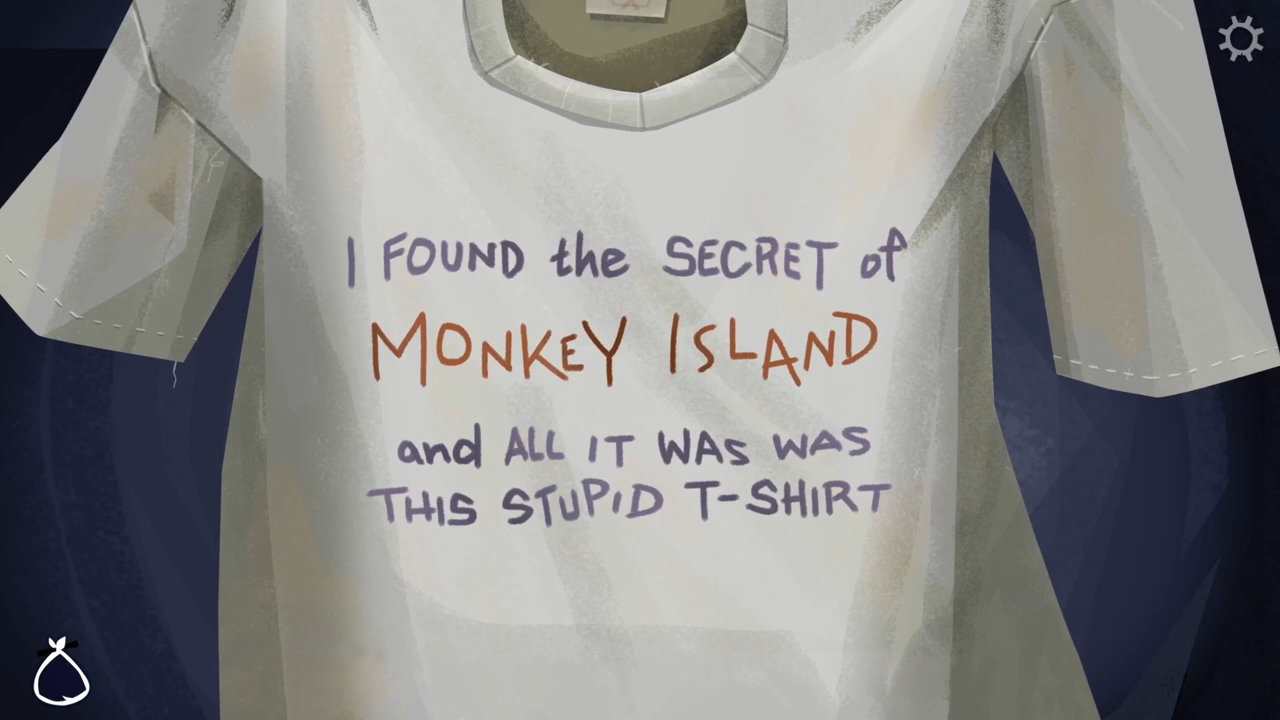 I FOUND the SECRET of
MONKEY ISLAND
and ALL IT WAS WAS
THIS STUPID T-SHIRT